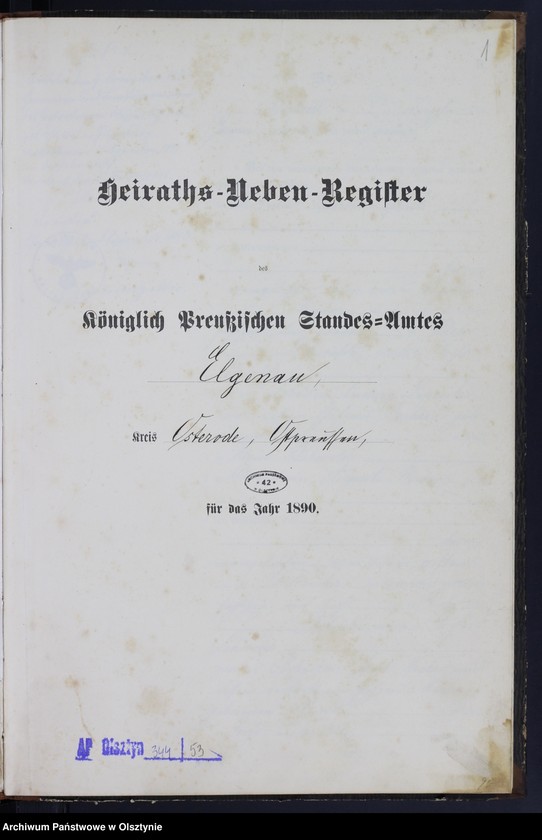 1
Heiraths-Neben-Register
des
Königlich Preußischen Standes-Amtes
Elgenau,
Kreis Osterode, Ostpreussen,
42
für das Jahr 1890.
AP Olsztyn 344 / 53
Archiwum Państwowe w Olsztynie